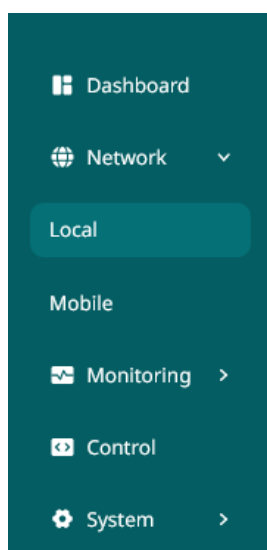 Dashboard
Network
Local
Mobile
Monitoring
Control
System